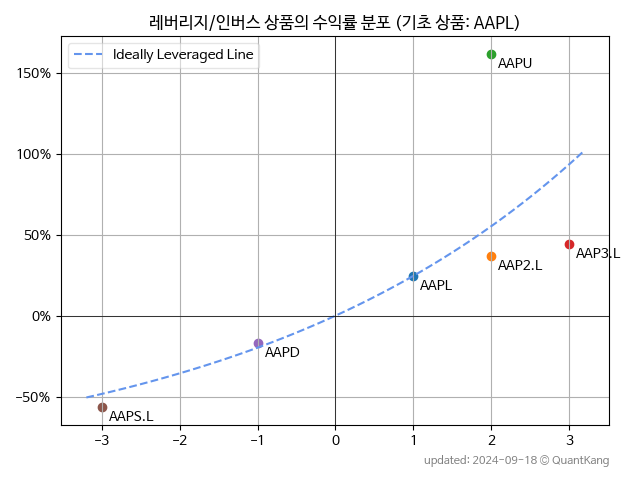 레버리지/인버스 상품의 수익률 분포 (기초 상품: AAPL)
Ideally Leveraged Line
150%
100%
50%
0%
−50%
AAPU
AAP3.L
AAP2.L
AAPL
AAPD
AAPS.L
−3 −2 −1 0 1 2 3
updated: 2024-09-18 © QuantKang